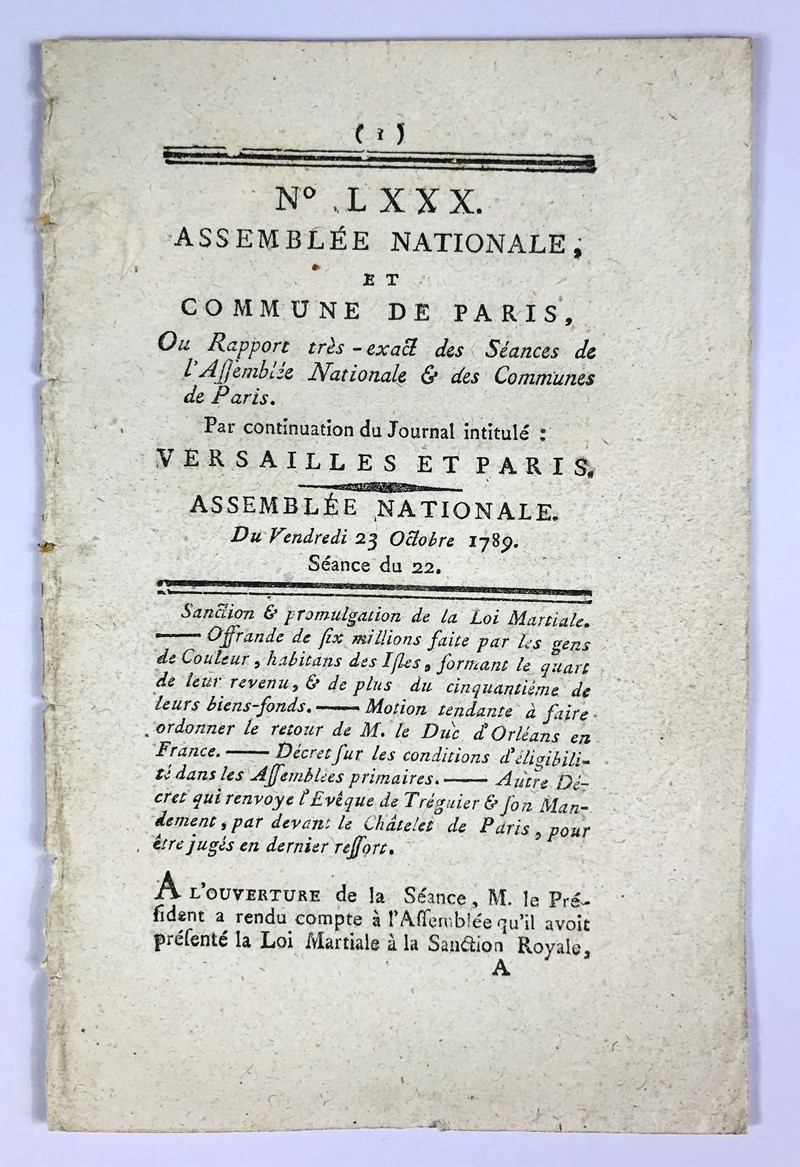 ( 1 )
Nº LXXX.
ASSEMBLÉE NATIONALE,
ET
COMMUNE DE PARIS,
Ou Rapport très-exact des Séances de
l'Aſſemblée Nationale & des Communes
de Paris.
Par continuation du Journal intitulé :
VERSAILLES ET PARIS,
ASSEMBLÉE NATIONALE.
Du Vendredi 23 Octobre 1789.
Séance du 22.
Sanction & promulgation de la Loi Martiale.
—— Offrande de ſix millions faite par les gens
de Couleur, habitans des Iſles, formant le quart
de leur revenu, & de plus du cinquantiéme de
leurs biens-fonds. —— Motion tendante à faire
ordonner le retour de M. le Duc d'Orléans en
France. —— Décret ſur les conditions d'éligibili-
té dans les Aſſemblées primaires. —— Autre Dé-
cret qui renvoye l'Evêque de Tréguier & ſon Man-
dement, par devant le Châtelet de Paris, pour
être jugés en dernier reſſort.
A L'OUVERTURE de la Séance, M. le Pré-
ſident a rendu compte à l'Aſſemblée qu'il avoit
préſenté la Loi Martiale à la Sanction Royale,
A